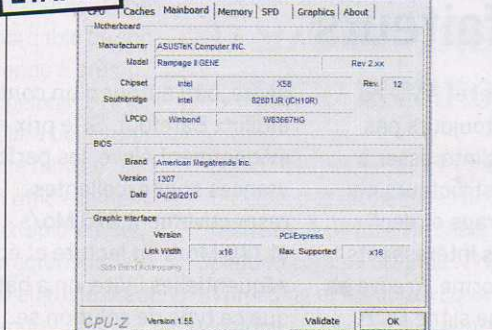 CPU Caches Mainboard Memory SPD Graphics About
Motherboard
Manufacturer ASUSTeK Computer INC.
Model Rampage II GENE Rev 2.xx
Chipset Intel X58 Rev. 12
Southbridge Intel 82801JR (ICH10R)
LPCIO Winbond W83667HG
BIOS
Brand American Megatrends Inc.
Version 1307
Date 04/20/2010
Graphic Interface
Version PCI-Express
Link Width x16 Max. Supported x16
Side Band Addressing
CPU-Z Version 1.55 Validate OK